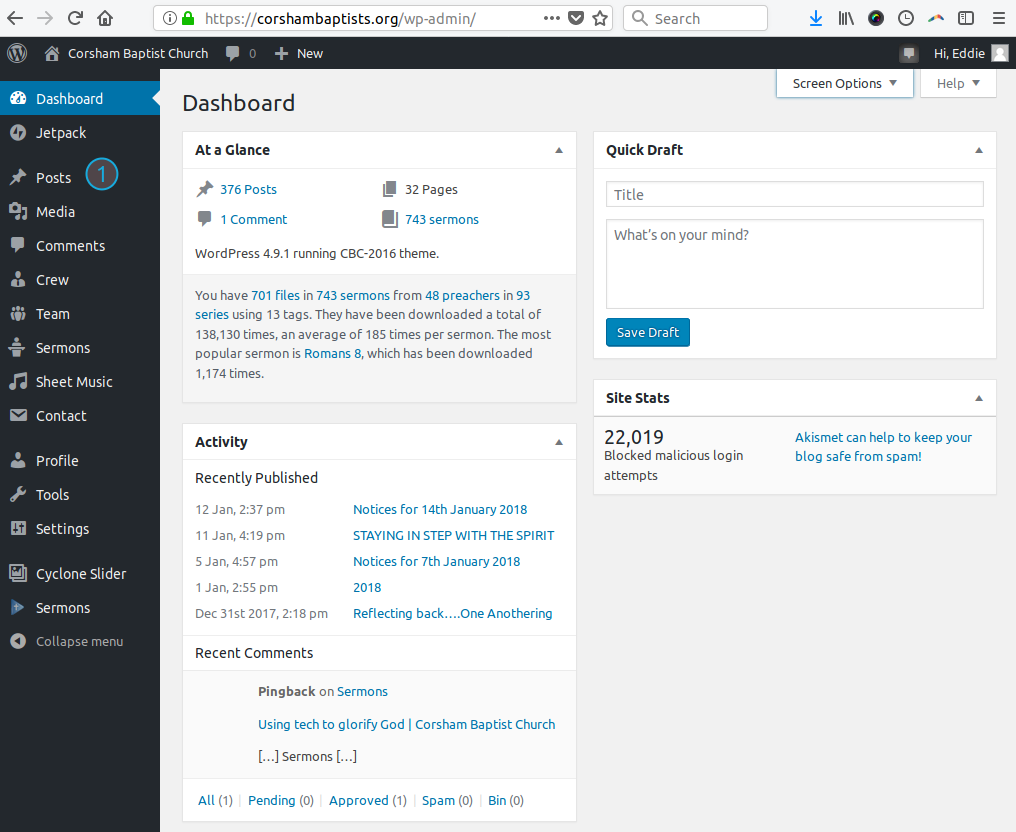 https://corshambaptists.org/wp-admin/
Search
Corsham Baptist Church
0
New
Hi, Eddie
Dashboard
Jetpack
Posts
1
Media
Comments
Crew
Team
Sermons
Sheet Music
Contact
Profile
Tools
Settings
Cyclone Slider
Sermons
Collapse menu
Screen Options
Help
Dashboard
At a Glance
376 Posts
32 Pages
1 Comment
743 sermons
WordPress 4.9.1 running CBC-2016 theme.
You have 701 files in 743 sermons from 48 preachers in 93
series using 13 tags. They have been downloaded a total of
138,130 times, an average of 185 times per sermon. The most
popular sermon is Romans 8, which has been downloaded
1,174 times.
Activity
Recently Published
12 Jan, 2:37 pm Notices for 14th January 2018
11 Jan, 4:19 pm STAYING IN STEP WITH THE SPIRIT
5 Jan, 4:57 pm Notices for 7th January 2018
1 Jan, 2:55 pm 2018
Dec 31st 2017, 2:18 pm Reflecting back….One Anothering
Recent Comments
Pingback on Sermons
Using tech to glorify God | Corsham Baptist Church
[…] Sermons […]
All (1) | Pending (0) | Approved (1) | Spam (0) | Bin (0)
Quick Draft
Title
What's on your mind?
Save Draft
Site Stats
22,019
Blocked malicious login
attempts
Akismet can help to keep your
blog safe from spam!